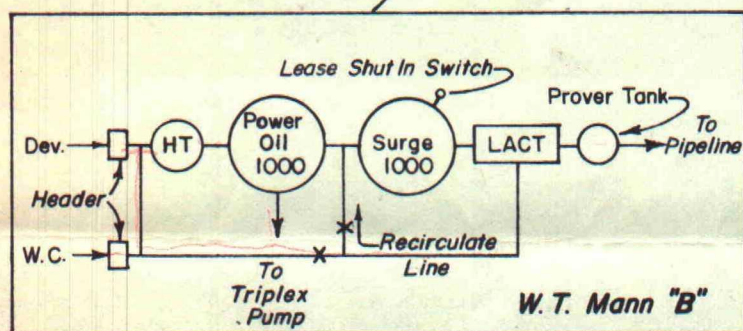 Lease Shut In Switch
Prover Tank
To
Pipeline
Dev.
HT
Power
Oil
1000
Surge
1000
LACT
Header
W.C.
Recirculate
Line
To
Triplex
Pump
W.T. Mann "B"